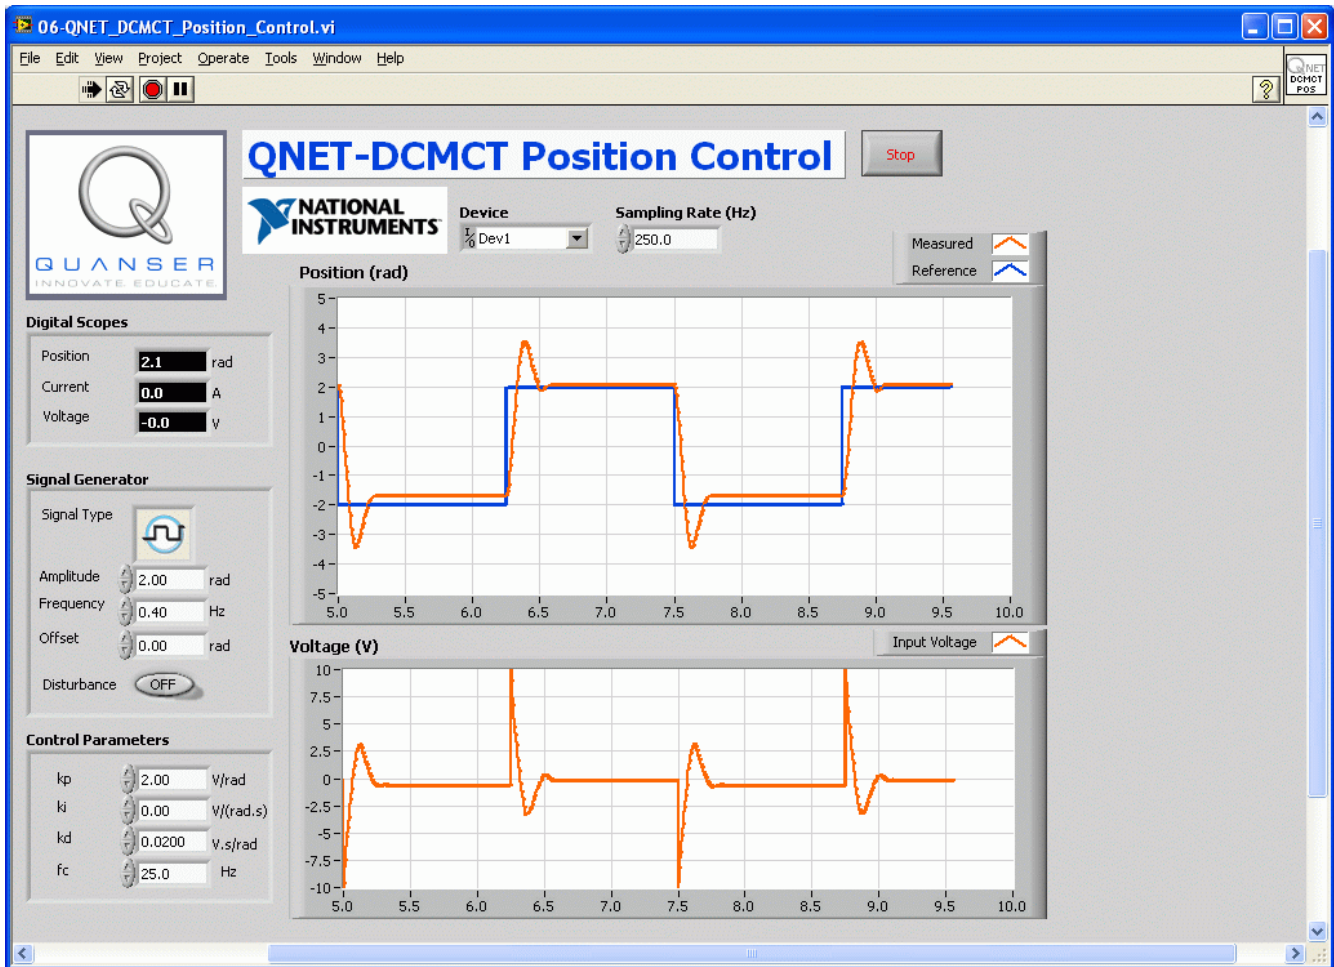 06-QNET_DCMCT_Position_Control.vi
File Edit View Project Operate Tools Window Help
QNET
DCMCT
POS
QUANSER
INNOVATE. EDUCATE.
QNET-DCMCT Position Control
Stop
NATIONAL
INSTRUMENTS
Device
I/O Dev1
Sampling Rate (Hz)
250.0
Measured
Reference
Digital Scopes
Position 2.1 rad
Current 0.0 A
Voltage -0.0 V
Signal Generator
Signal Type
Amplitude 2.00 rad
Frequency 0.40 Hz
Offset 0.00 rad
Disturbance OFF
Control Parameters
kp 2.00 V/rad
ki 0.00 V/(rad.s)
kd 0.0200 V.s/rad
fc 25.0 Hz
Position (rad)
5
4
3
2
1
0
-1
-2
-3
-4
-5
5.0 5.5 6.0 6.5 7.0 7.5 8.0 8.5 9.0 9.5 10.0
Voltage (V)
Input Voltage
10
7.5
5
2.5
0
-2.5
-5
-7.5
-10
5.0 5.5 6.0 6.5 7.0 7.5 8.0 8.5 9.0 9.5 10.0